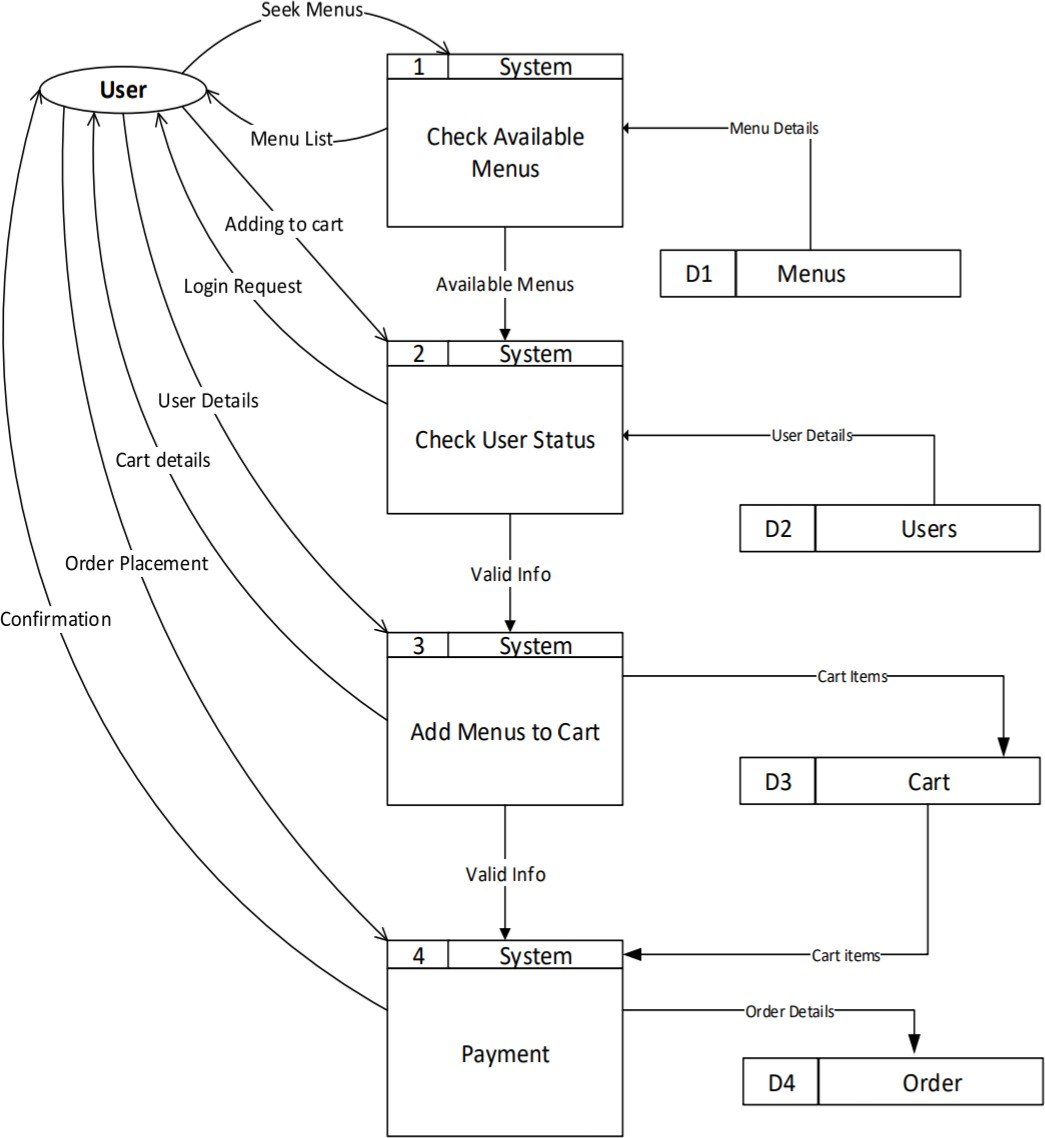 Seek Menus
1 System
User
Menu List
Check Available
Menus
Menu Details
Adding to cart
D1 Menus
Login Request
Available Menus
2 System
User Details
Check User Status
User Details
Cart details
D2 Users
Order Placement
Valid Info
Confirmation
3 System
Cart Items
Add Menus to Cart
D3 Cart
Valid Info
4 System
Cart items
Order Details
Payment
D4 Order